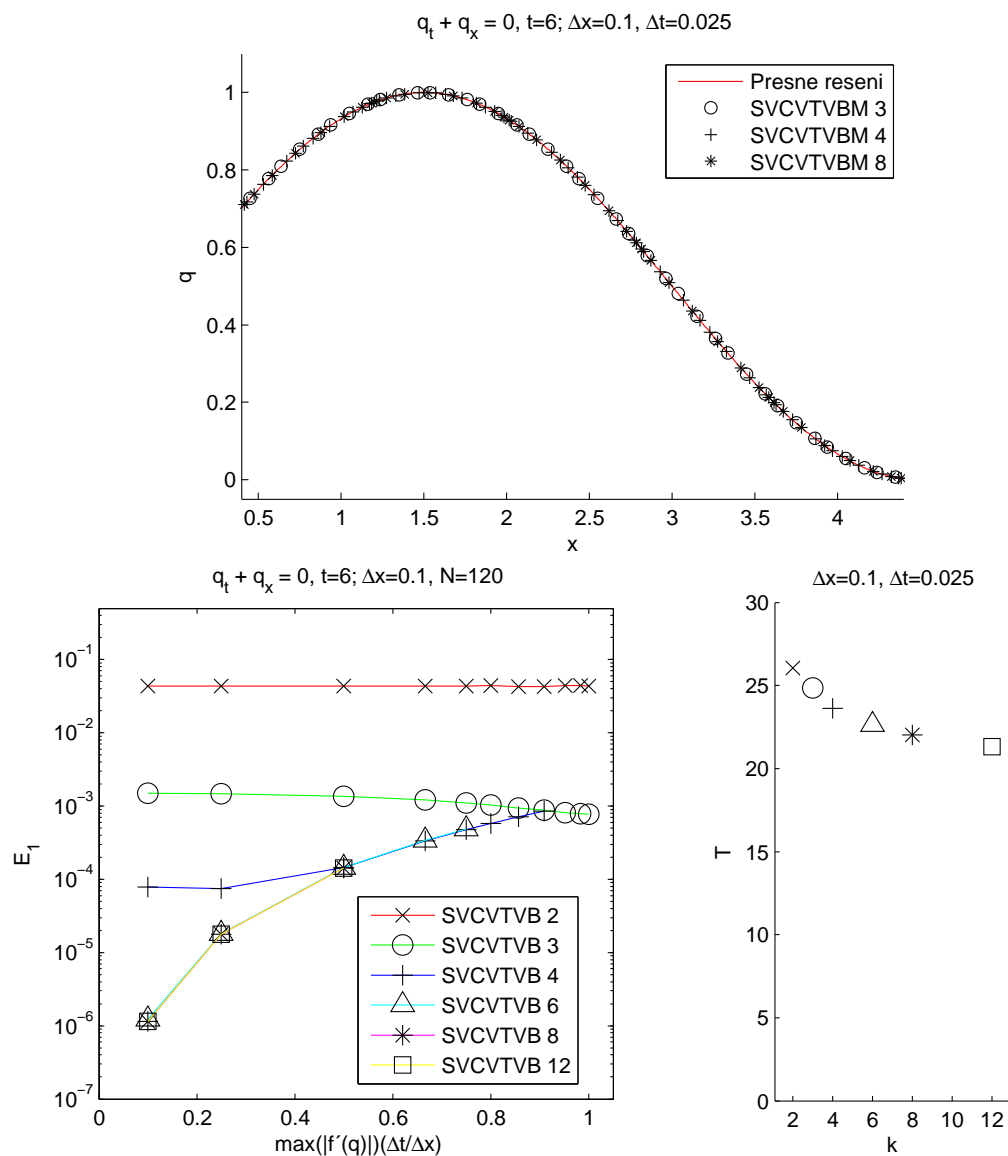 q_t + q_x = 0, t=6; Δx=0.1, Δt=0.025
Presne reseni
SVCVTVBM 3
SVCVTVBM 4
SVCVTVBM 8
1
0.8
0.6
0.4
0.2
0
q
0.5 1 1.5 2 2.5 3 3.5 4
x
q_t + q_x = 0, t=6; Δx=0.1, N=120
10^−1
10^−2
10^−3
10^−4
10^−5
10^−6
10^−7
E_1
SVCVTVB 2
SVCVTVB 3
SVCVTVB 4
SVCVTVB 6
SVCVTVB 8
SVCVTVB 12
0 0.2 0.4 0.6 0.8 1
max(|f´(q)|)(Δt/Δx)
Δx=0.1, Δt=0.025
30
25
20
15
10
5
0
T
2 4 6 8 10 12
k